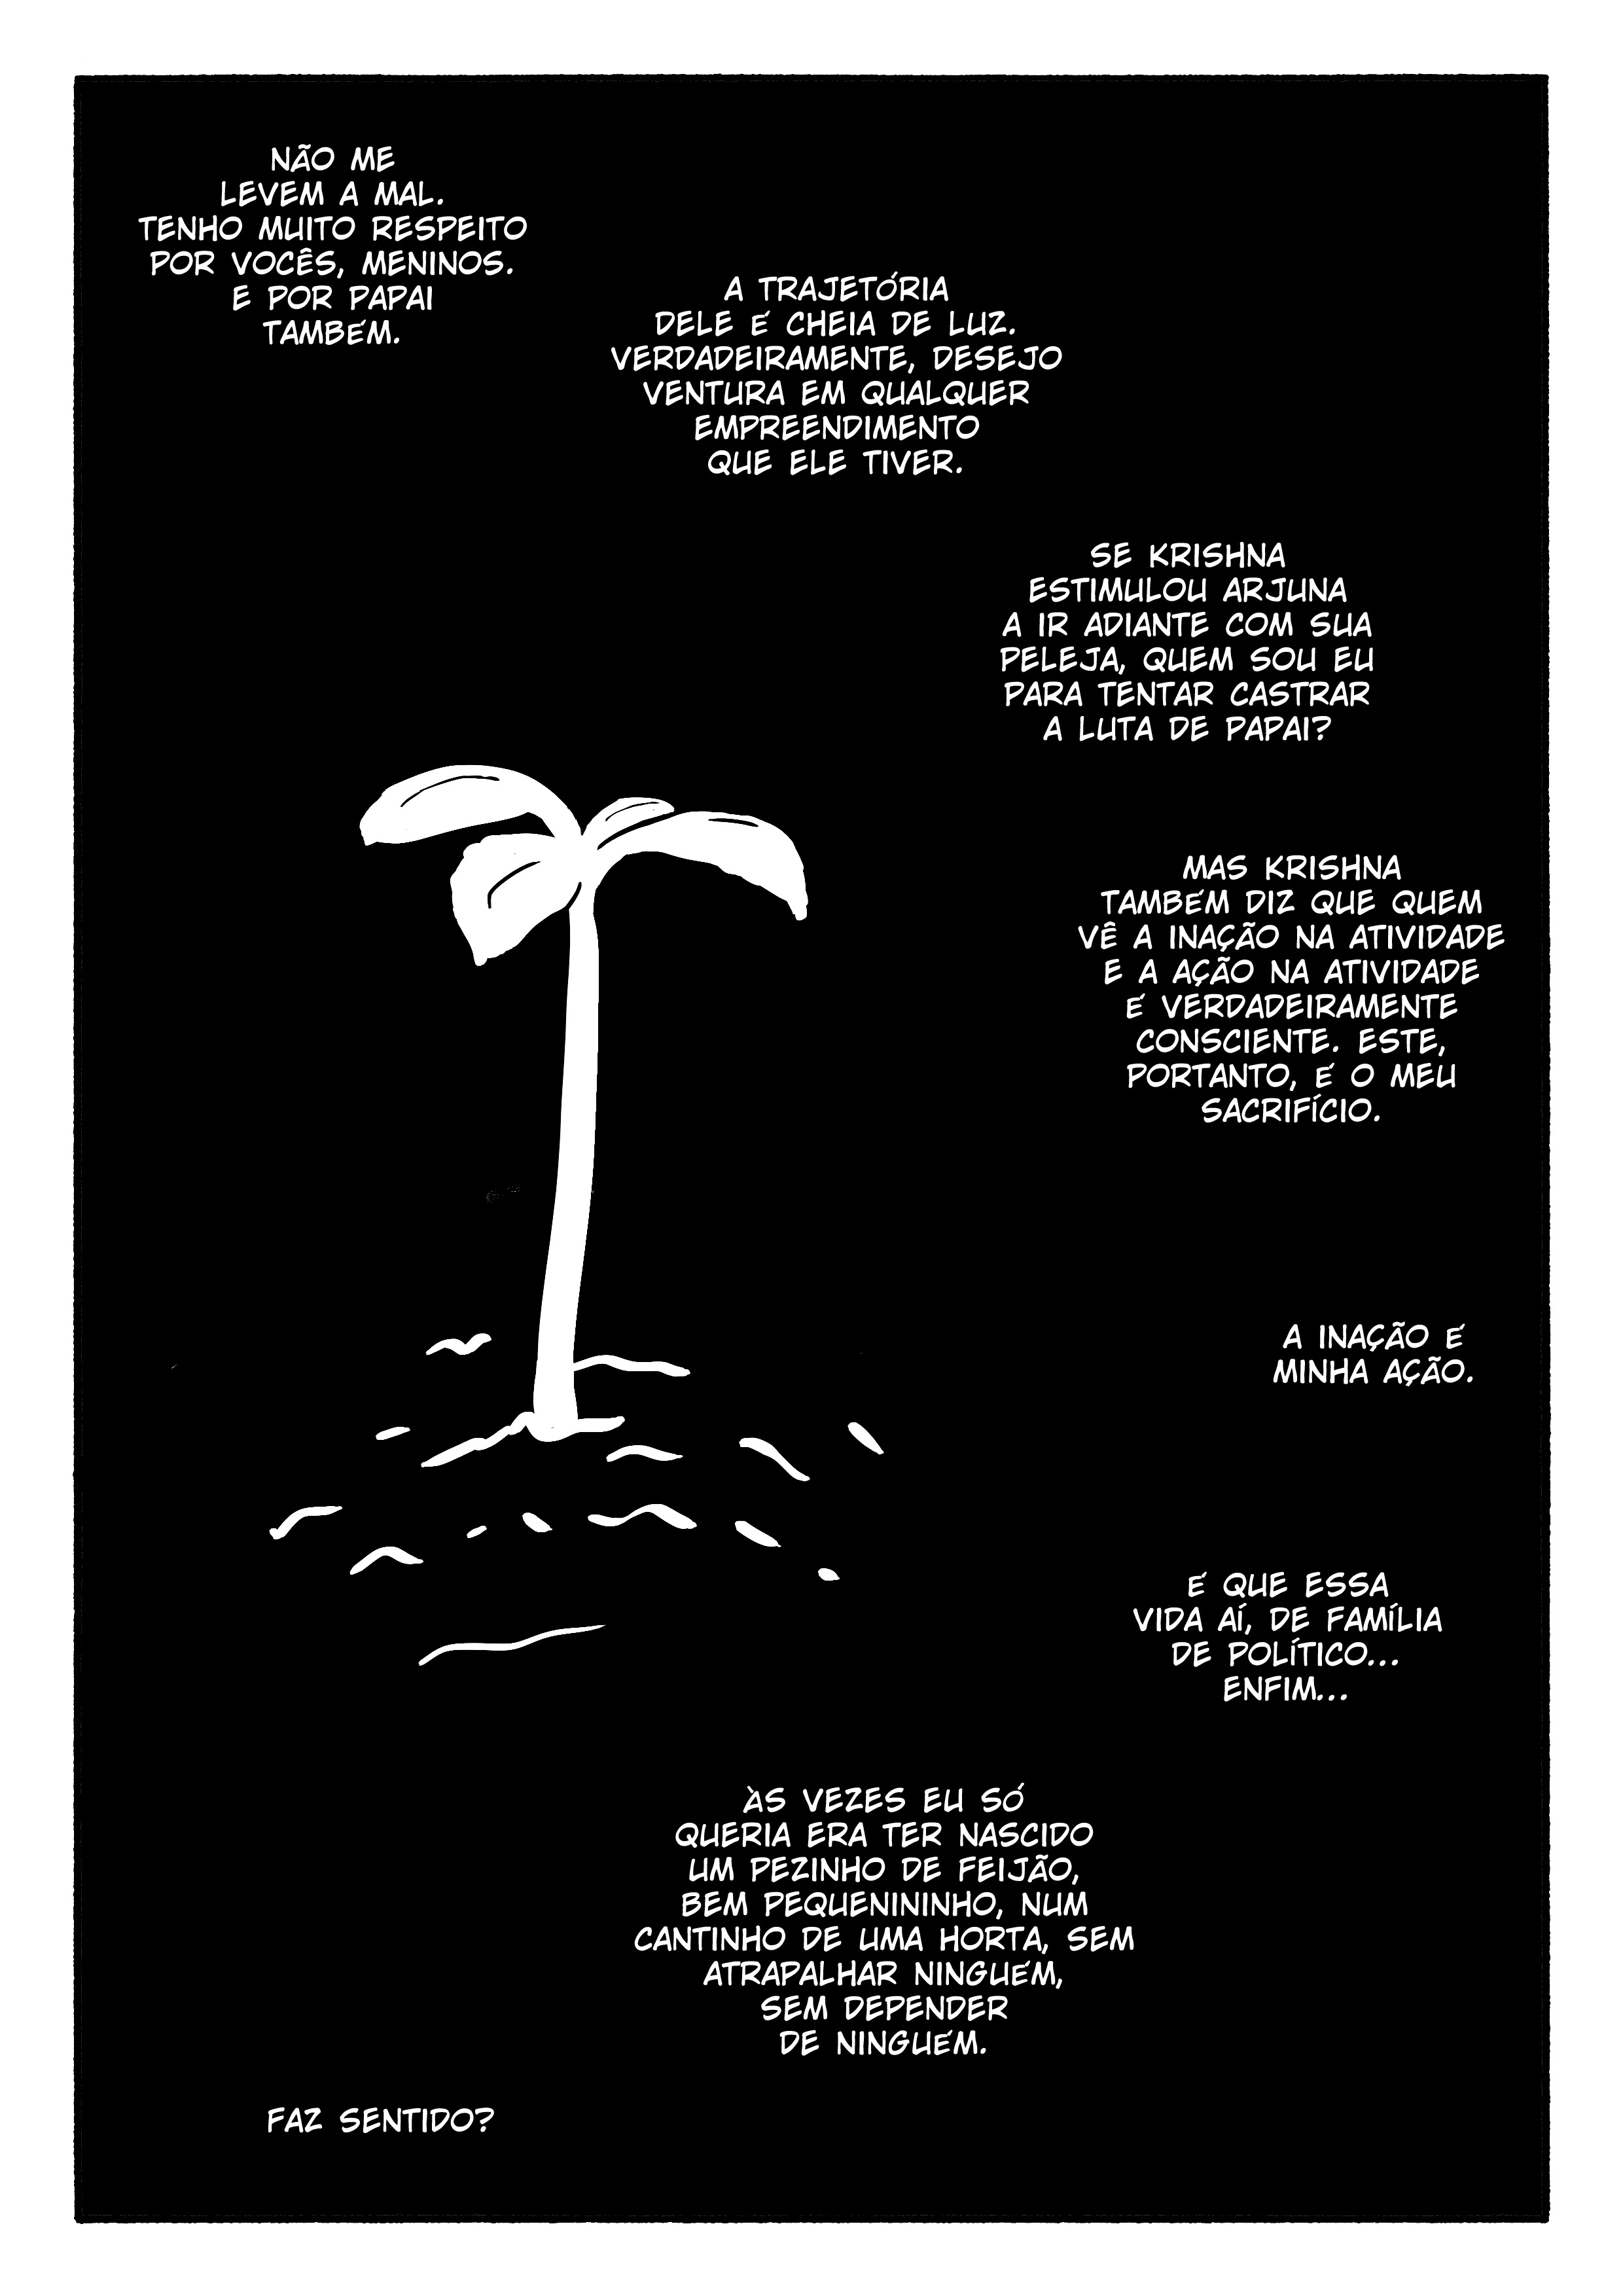 NÃO ME
LEVEM A MAL.
TENHO MUITO RESPEITO
POR VOCÊS, MENINOS.
E POR PAPAI
TAMBÉM.
A TRAJETÓRIA
DELE É CHEIA DE LUZ.
VERDADEIRAMENTE, DESEJO
VENTURA EM QUALQUER
EMPREENDIMENTO
QUE ELE TIVER.
SE KRISHNA
ESTIMULOU ARJUNA
A IR ADIANTE COM SUA
PELEJA, QUEM SOU EU
PARA TENTAR CASTRAR
A LUTA DE PAPAI?
MAS KRISHNA
TAMBÉM DIZ QUE QUEM
VÊ A INAÇÃO NA ATIVIDADE
E A AÇÃO NA ATIVIDADE
É VERDADEIRAMENTE
CONSCIENTE. ESTE,
PORTANTO, É O MEU
SACRIFÍCIO.
A INAÇÃO É
MINHA AÇÃO.
É QUE ESSA
VIDA AÍ, DE FAMÍLIA
DE POLÍTICO...
ENFIM...
ÀS VEZES EU SÓ
QUERIA ERA TER NASCIDO
UM PEZINHO DE FEIJÃO,
BEM PEQUENININHO, NUM
CANTINHO DE UMA HORTA, SEM
ATRAPALHAR NINGUÉM,
SEM DEPENDER
DE NINGUÉM.
FAZ SENTIDO?